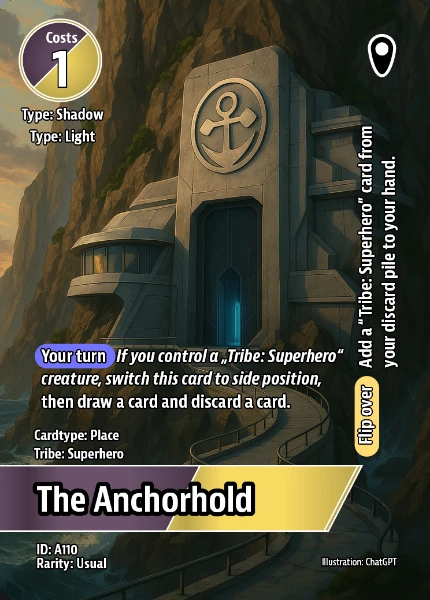 Costs
1
Type: Shadow
Type: Light
Add a “Tribe: Superhero” card from
your discard pile to your hand.
Flip over
Your turn If you control a „Tribe: Superhero“
creature, switch this card to side position,
then draw a card and discard a card.
Cardtype: Place
Tribe: Superhero
The Anchorhold
ID: A110
Rarity: Usual
Illustration: ChatGPT